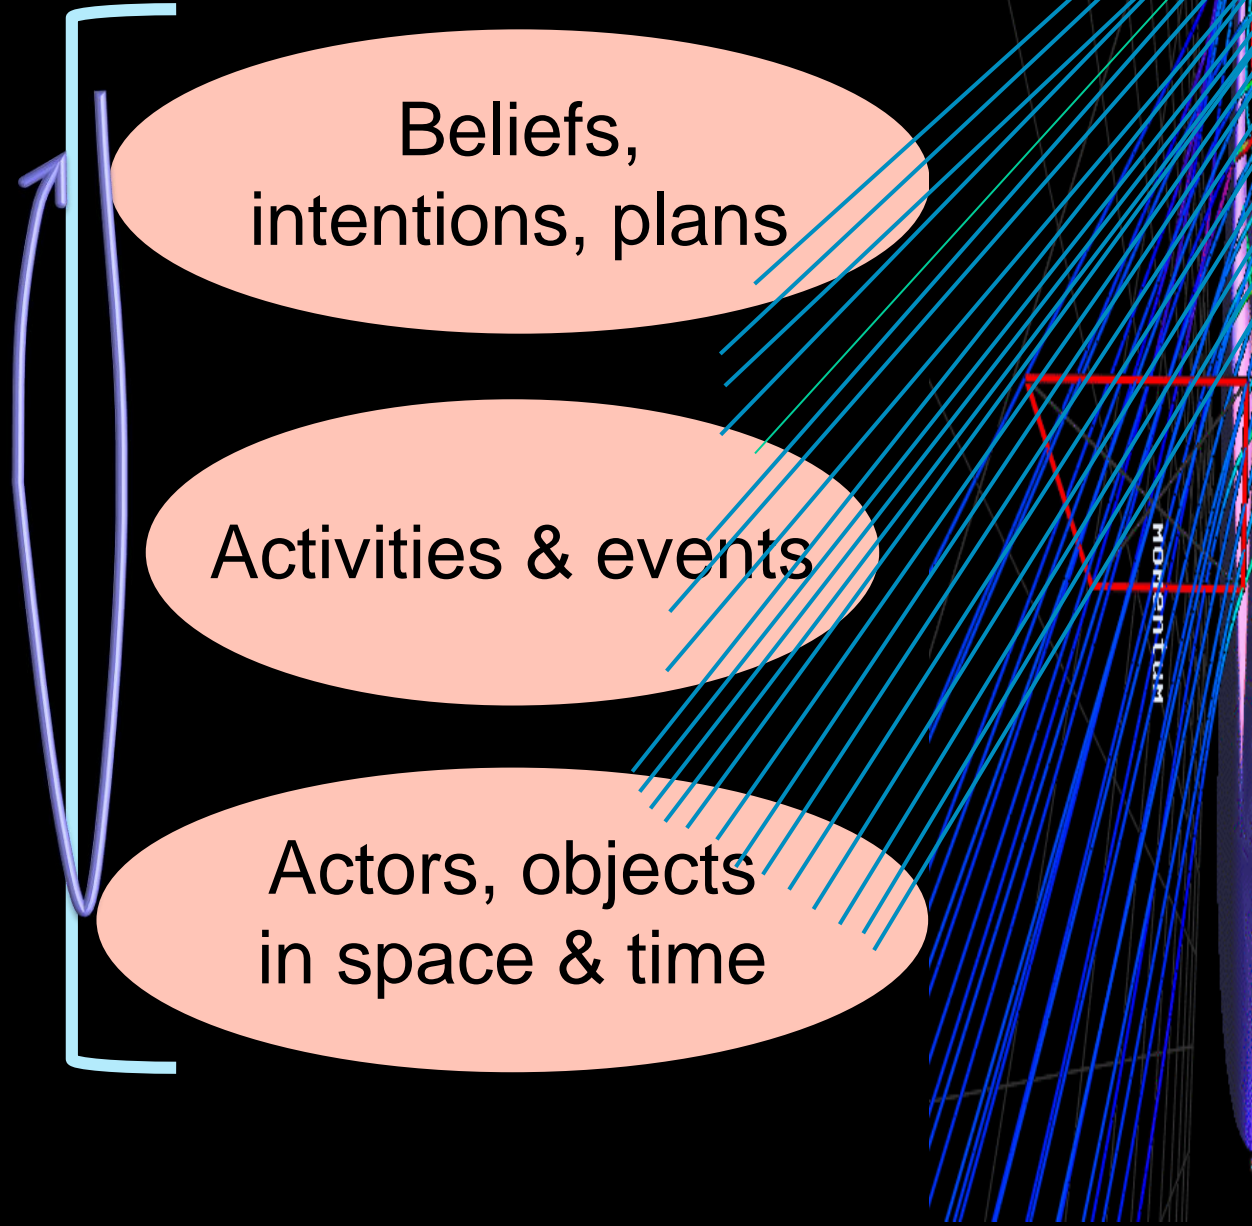 Beliefs,
intentions, plans
Activities & events
Momentum
Actors, objects
in space & time